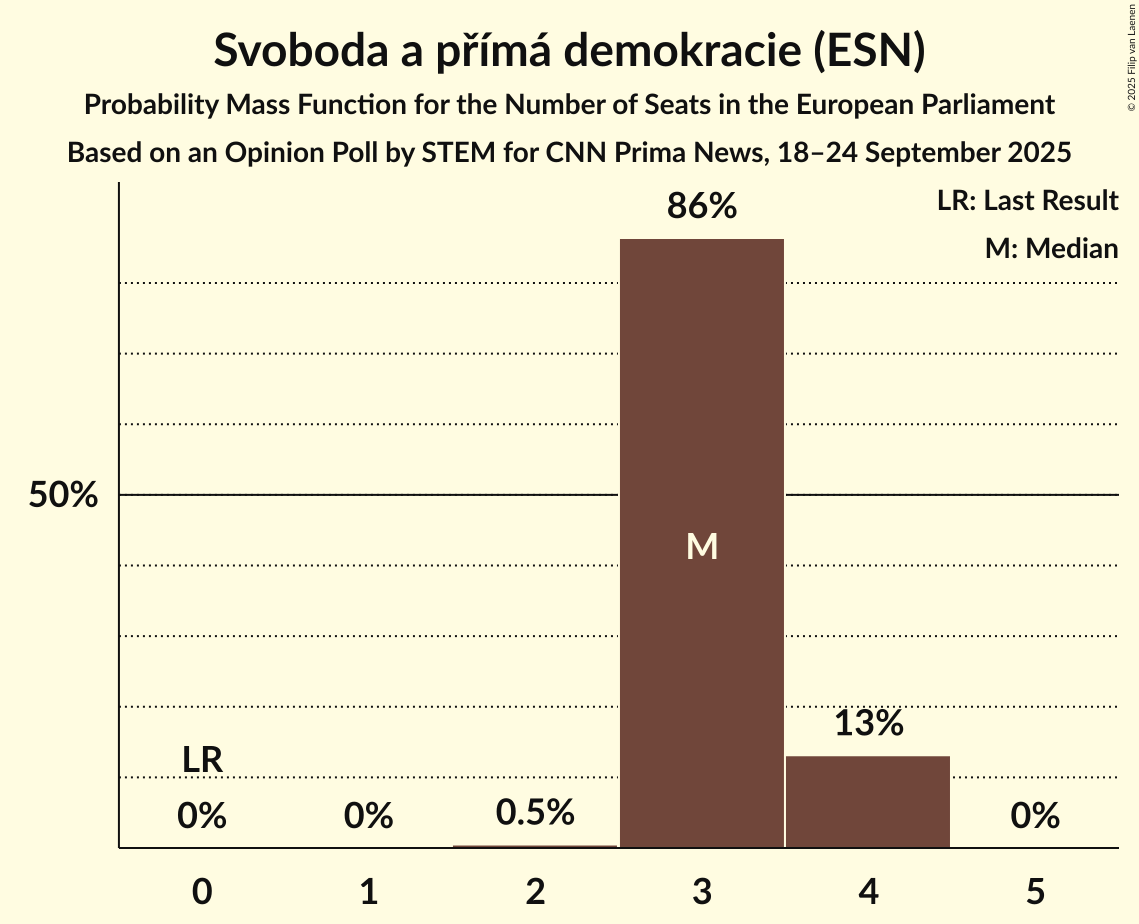 Svoboda a přímá demokracie (ESN)
Probability Mass Function for the Number of Seats in the European Parliament
Based on an Opinion Poll by STEM for CNN Prima News, 18–24 September 2025
© 2025 Filip van Laenen
LR: Last Result
M: Median
86%
50%
M
13%
LR
0%
0%
0.5%
0%
0
1
2
3
4
5